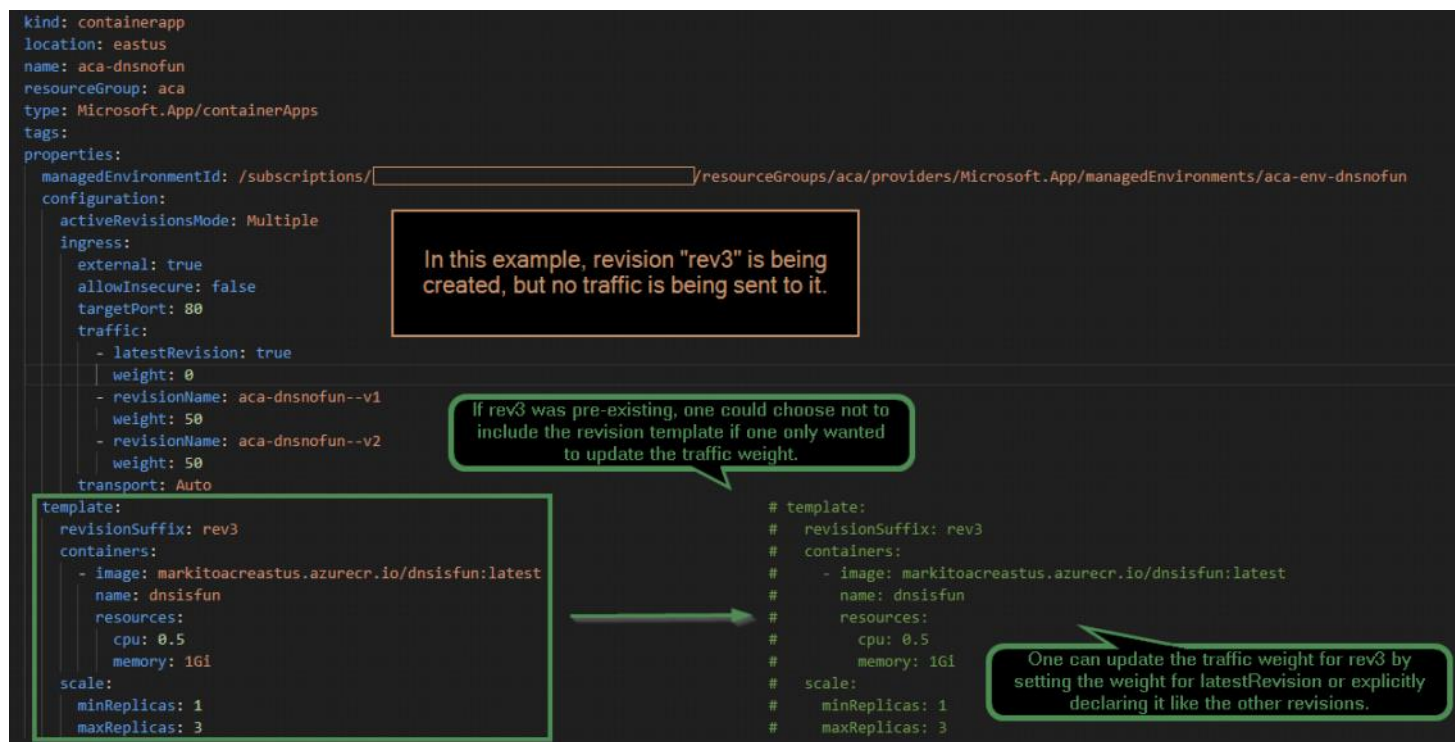 kind: containerapp
location: eastus
name: aca-dnsnofun
resourceGroup: aca
type: Microsoft.App/containerApps
tags:
properties:
managedEnvironmentId: /subscriptions/ /resourceGroups/aca/providers/Microsoft.App/managedEnvironments/aca-env-dnsnofun
configuration:
activeRevisionsMode: Multiple
ingress:
external: true
allowInsecure: false
targetPort: 80
traffic:
- latestRevision: true
weight: 0
- revisionName: aca-dnsnofun--v1
weight: 50
- revisionName: aca-dnsnofun--v2
weight: 50
transport: Auto
In this example, revision "rev3" is being
created, but no traffic is being sent to it.
If rev3 was pre-existing, one could choose not to
include the revision template if one only wanted
to update the traffic weight.
template:
revisionSuffix: rev3
containers:
- image: markitoacreastus.azurecr.io/dnsisfun:latest
name: dnsisfun
resources:
cpu: 0.5
memory: 1Gi
scale:
minReplicas: 1
maxReplicas: 3
# template:
# revisionSuffix: rev3
# containers:
# - image: markitoacreastus.azurecr.io/dnsisfun:latest
# name: dnsisfun
# resources:
# cpu: 0.5
# memory: 1Gi
# scale:
# minReplicas: 1
# maxReplicas: 3
One can update the traffic weight for rev3 by
setting the weight for latestRevision or explicitly
declaring it like the other revisions.